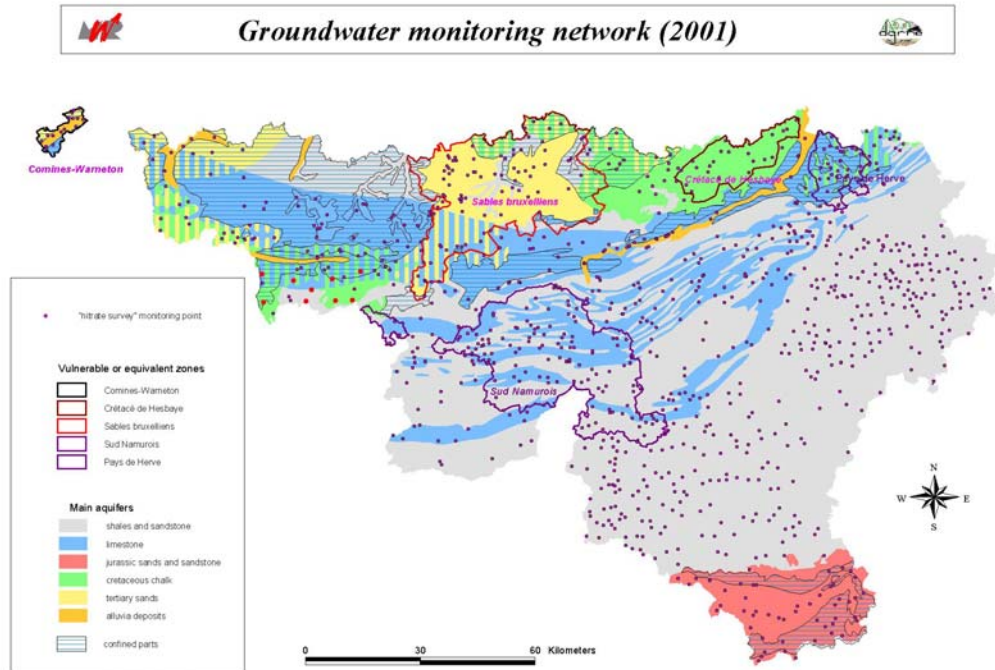 Groundwater monitoring network (2001)
dgrne
Comines-Warneton
Crétacé de Hesbaye
Pays de Herve
Sables bruxelliens
Sud Namurois
"nitrate survey" monitoring point
Vulnerable or equivalent zones
Comines-Warneton
Crétacé de Hesbaye
Sables bruxelliens
Sud Namurois
Pays de Herve
Main aquifers
shales and sandstone
limestone
jurassic sands and sandstone
cretaceous chalk
tertiary sands
alluvia deposits
confined parts
N
W E
S
0 30 60 Kilometers